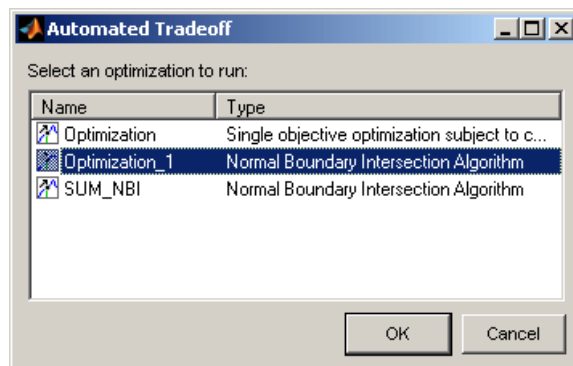 Automated Tradeoff
Select an optimization to run:
Name Type
Optimization Single objective optimization subject to c...
Optimization_1 Normal Boundary Intersection Algorithm
SUM_NBI Normal Boundary Intersection Algorithm
OK Cancel